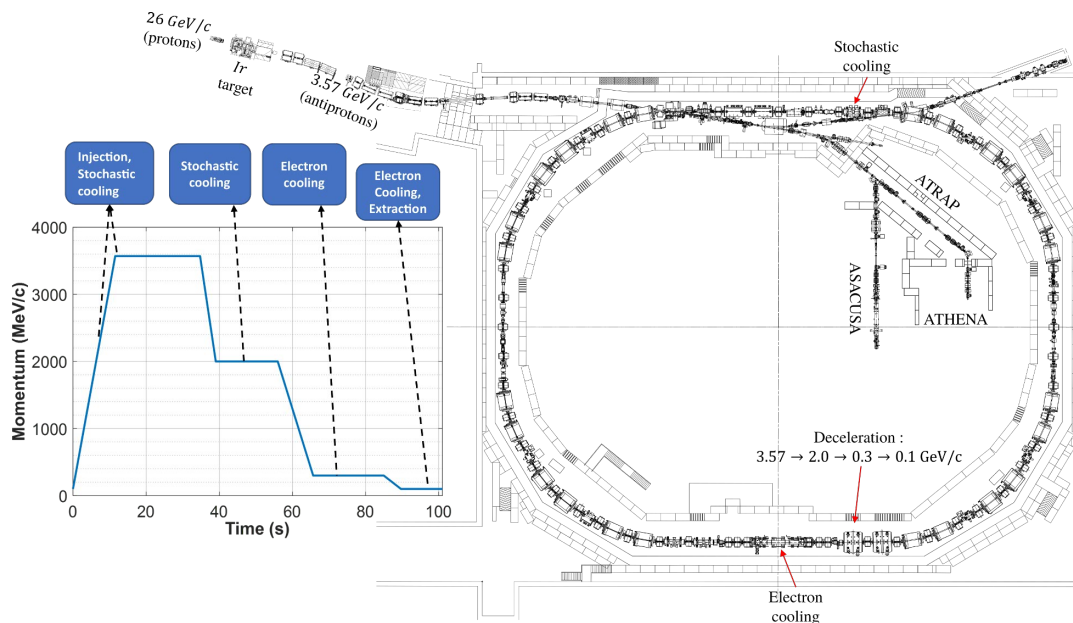 26 GeV/c
(protons)
Ir
target
3.57 GeV/c
(antiprotons)
Stochastic
cooling
Injection,
Stochastic
cooling
Stochastic
cooling
Electron
cooling
Electron
Cooling,
Extraction
4000
3000
2000
1000
0
0
20
40
60
80
100
Momentum (MeV/c)
Time (s)
ATRAP
ASACUSA
ATHENA
Deceleration :
3.57 → 2.0 → 0.3 → 0.1 GeV/c
Electron
cooling